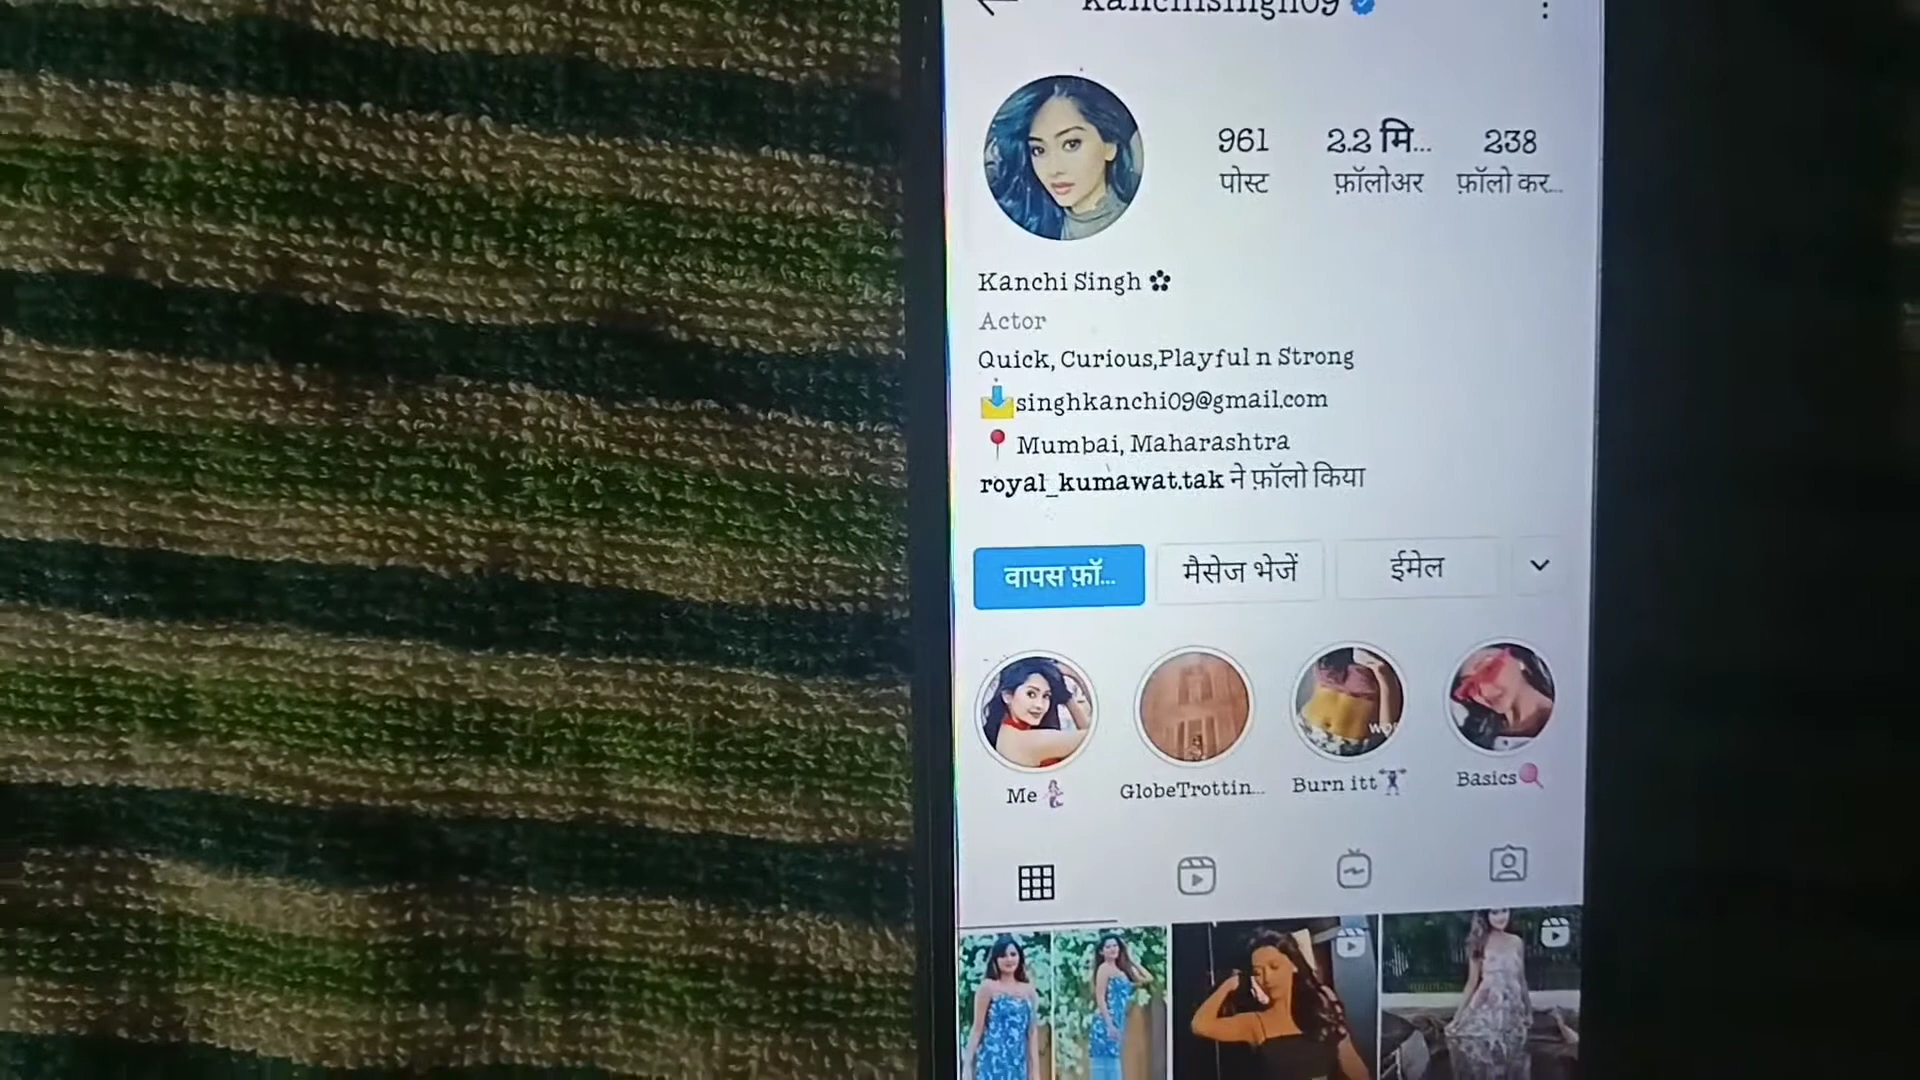 kanchisingh09
961 2.2 मि... 238
पोस्ट फ़ॉलोअर फ़ॉलो कर...
Kanchi Singh ✿
Actor
Quick, Curious,Playful n Strong
📩singhkanchi09@gmail.com
📍 Mumbai, Maharashtra
royal_kumawat.tak ने फ़ॉलो किया
वापस फ़ॉ... मैसेज भेजें ईमेल
Me🧜‍♀️ GlobeTrottin... Burn itt🏋️‍♀️ Basics🍭